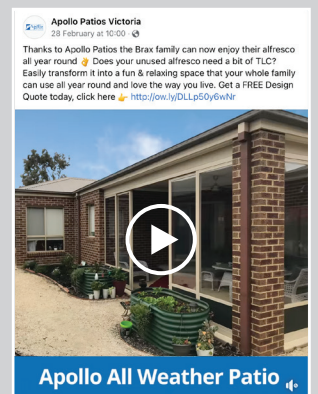 Apollo Patios Victoria
28 February at 10:00 ·
Thanks to Apollo Patios the Brax family can now enjoy their alfresco
all year round ✌️ Does your unused alfresco need a bit of TLC?
Easily transform it into a fun & relaxing space that your whole family
can use all year round and love the way you live. Get a FREE Design
Quote today, click here 👉 http://ow.ly/DLLp50y6wNr
Apollo All Weather Patio